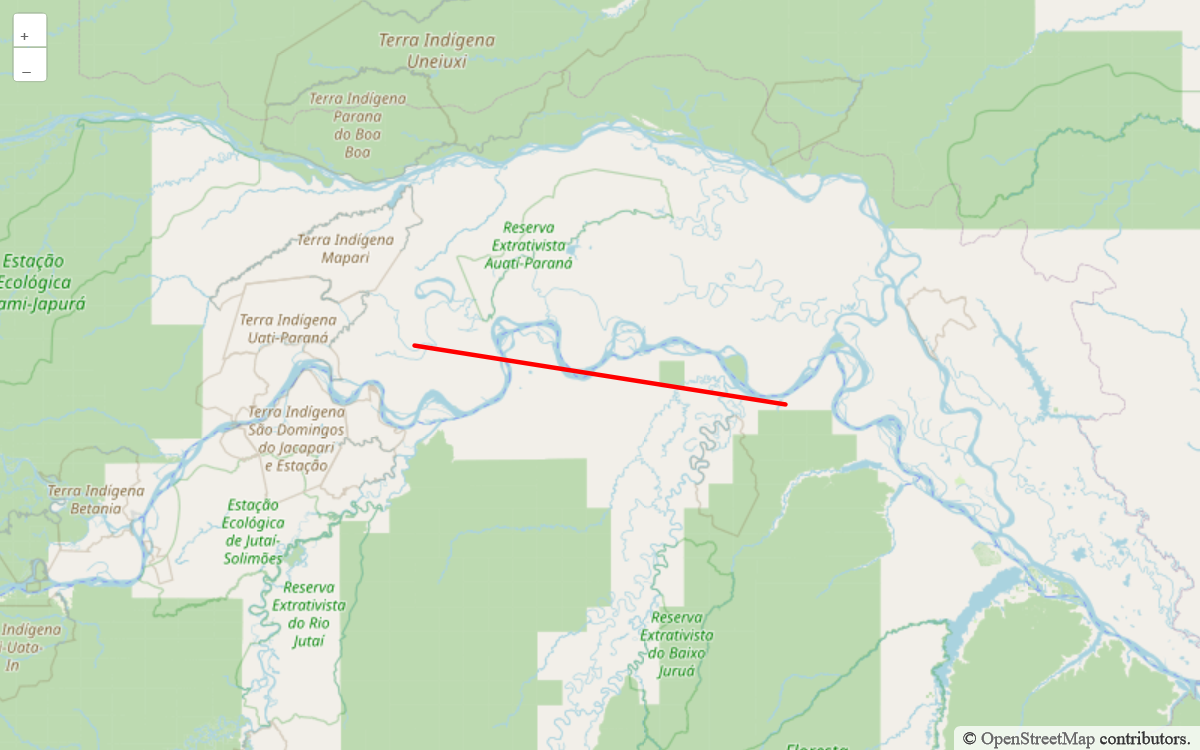 +
–
Terra Indígena
Uneiuxi
Terra Indígena
Parana
do Boa
Boa
Terra Indígena
Mapari
Reserva
Extrativista
Auatí-Paraná
Estação
Ecológica
ami-Japurá
Terra Indígena
Uati-Paraná
Terra Indígena
São Domingos
do Jacapari
e Estação
Terra Indígena
Betania
Estação
Ecológica
de Jutaí-
Solimões
Reserva
Extrativista
do Rio
Jutaí
Indígena
i-Uata-
In
Reserva
Extrativista
do Baixo
Juruá
Floresta
© OpenStreetMap contributors.